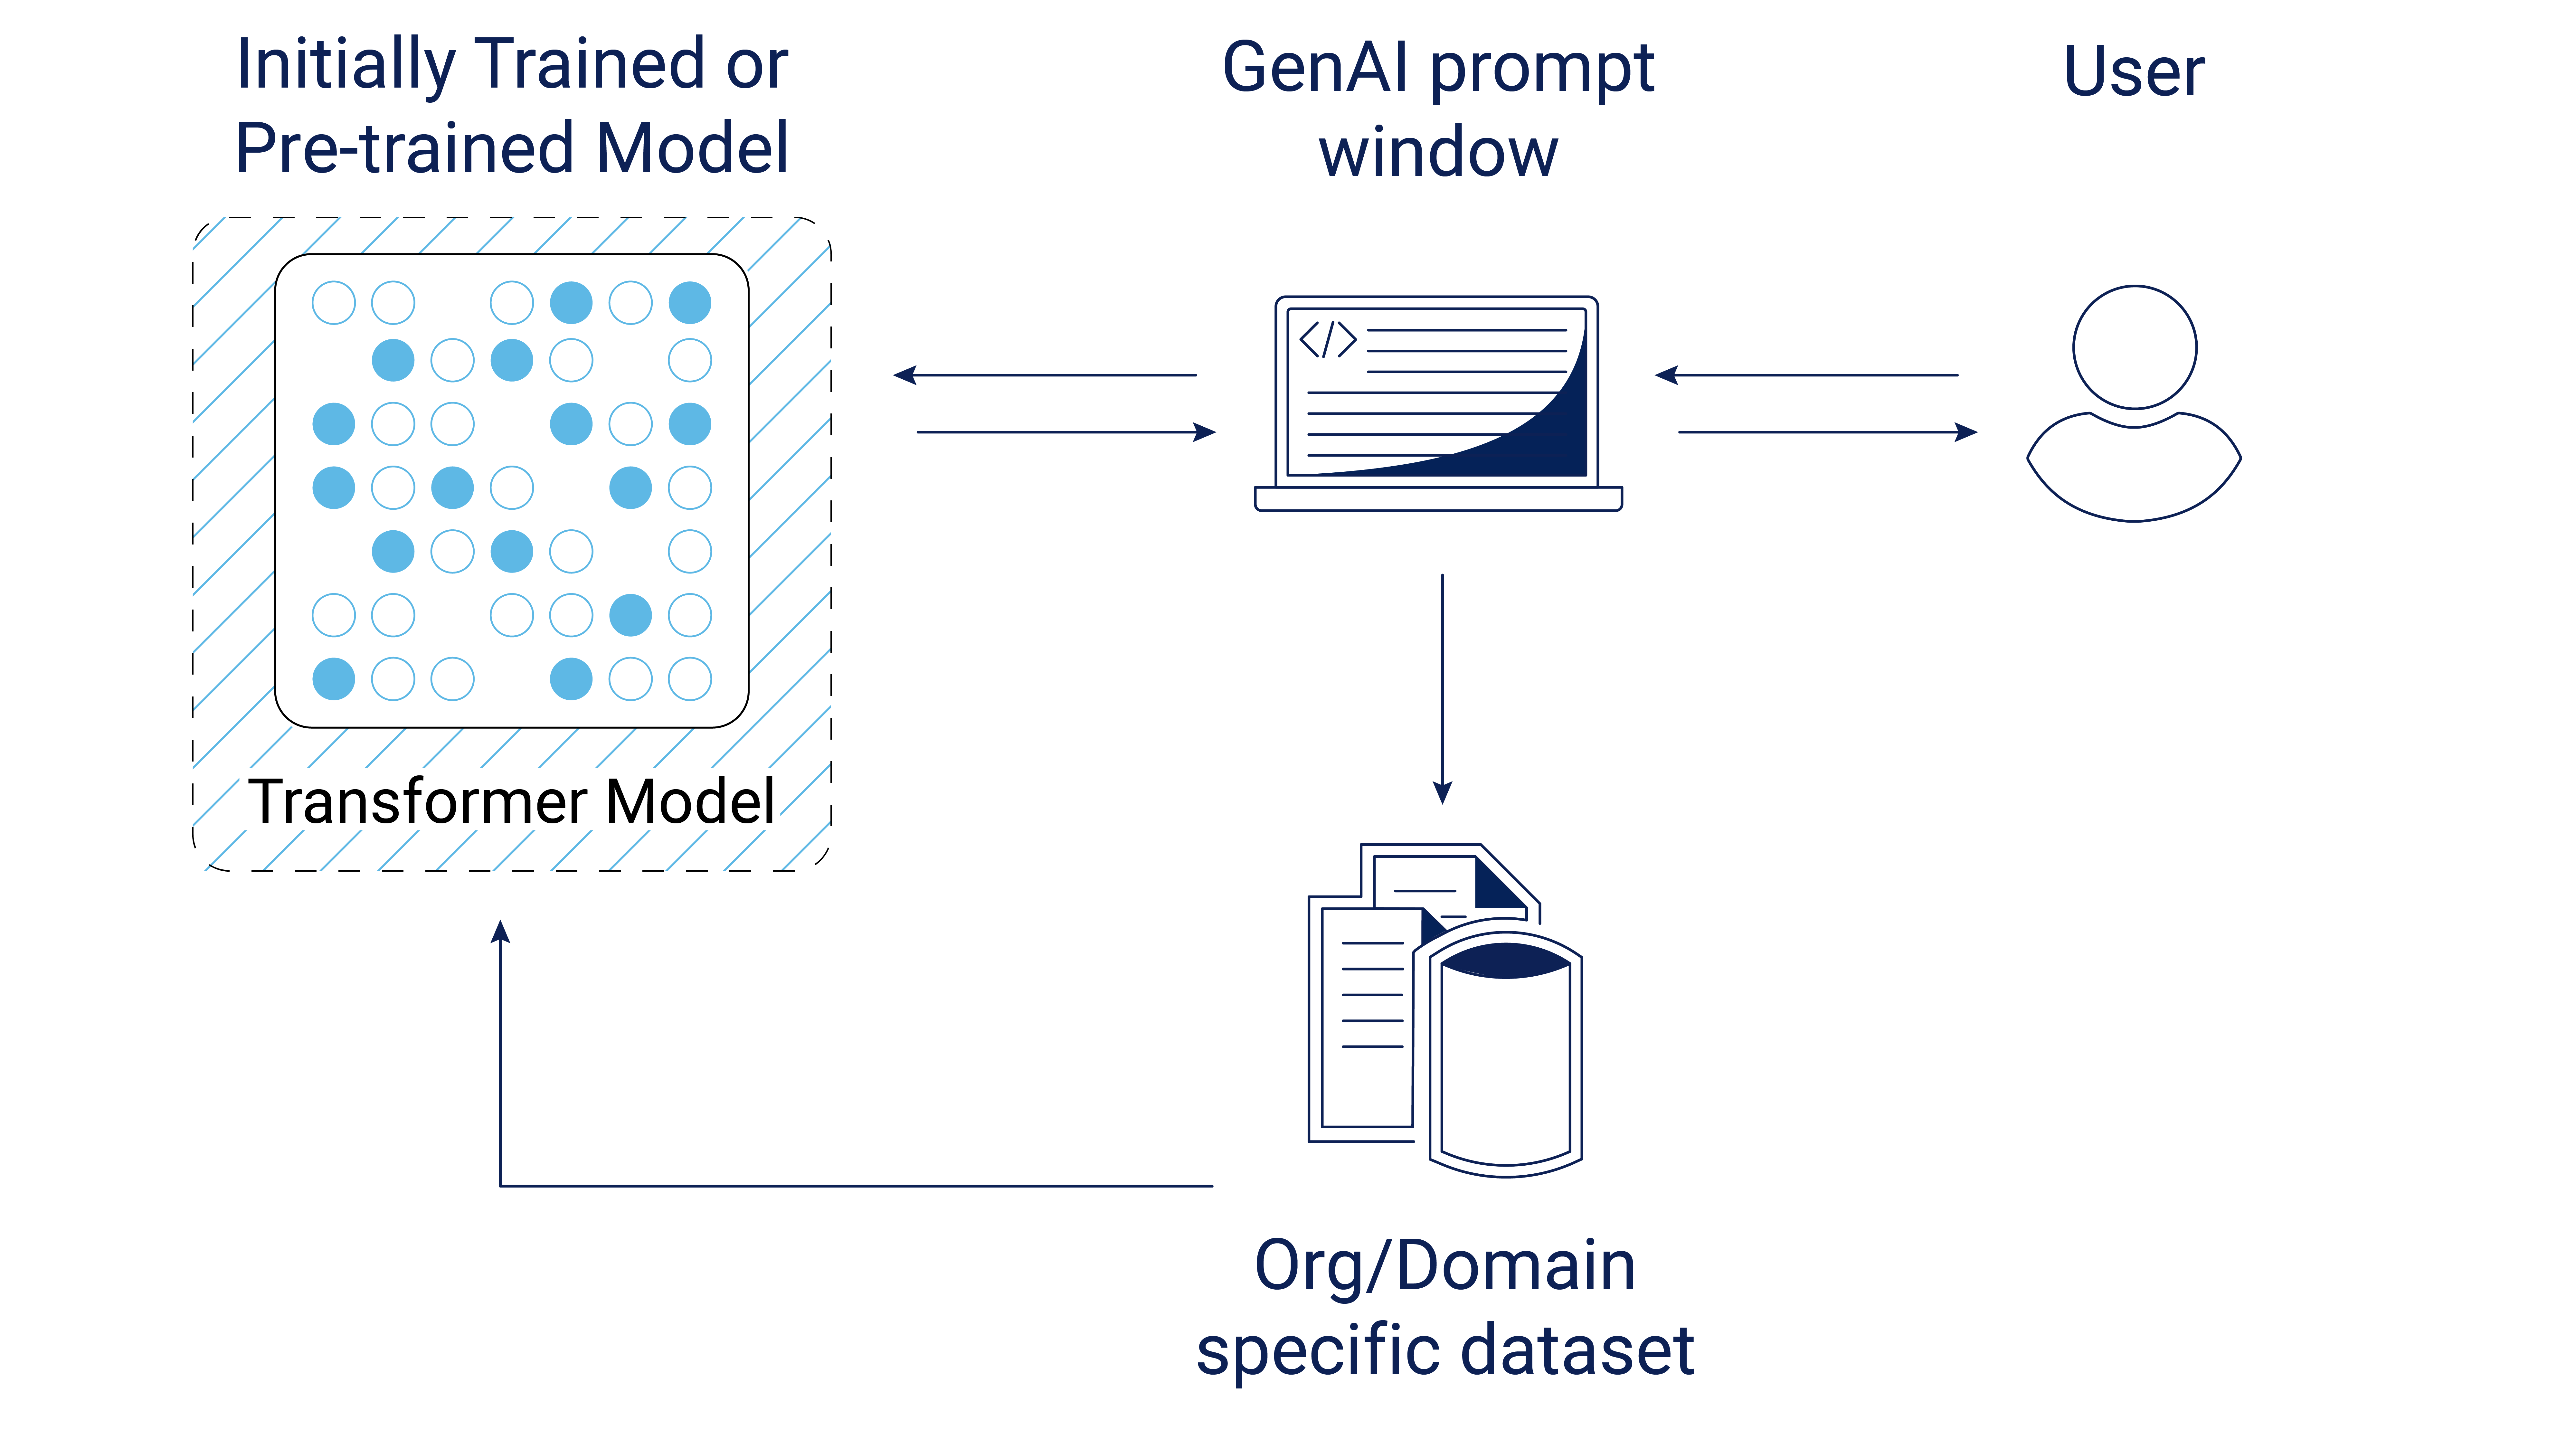 Initially Trained or
Pre-trained Model
GenAI prompt
window
User
</>
Transformer Model
Org/Domain
specific dataset